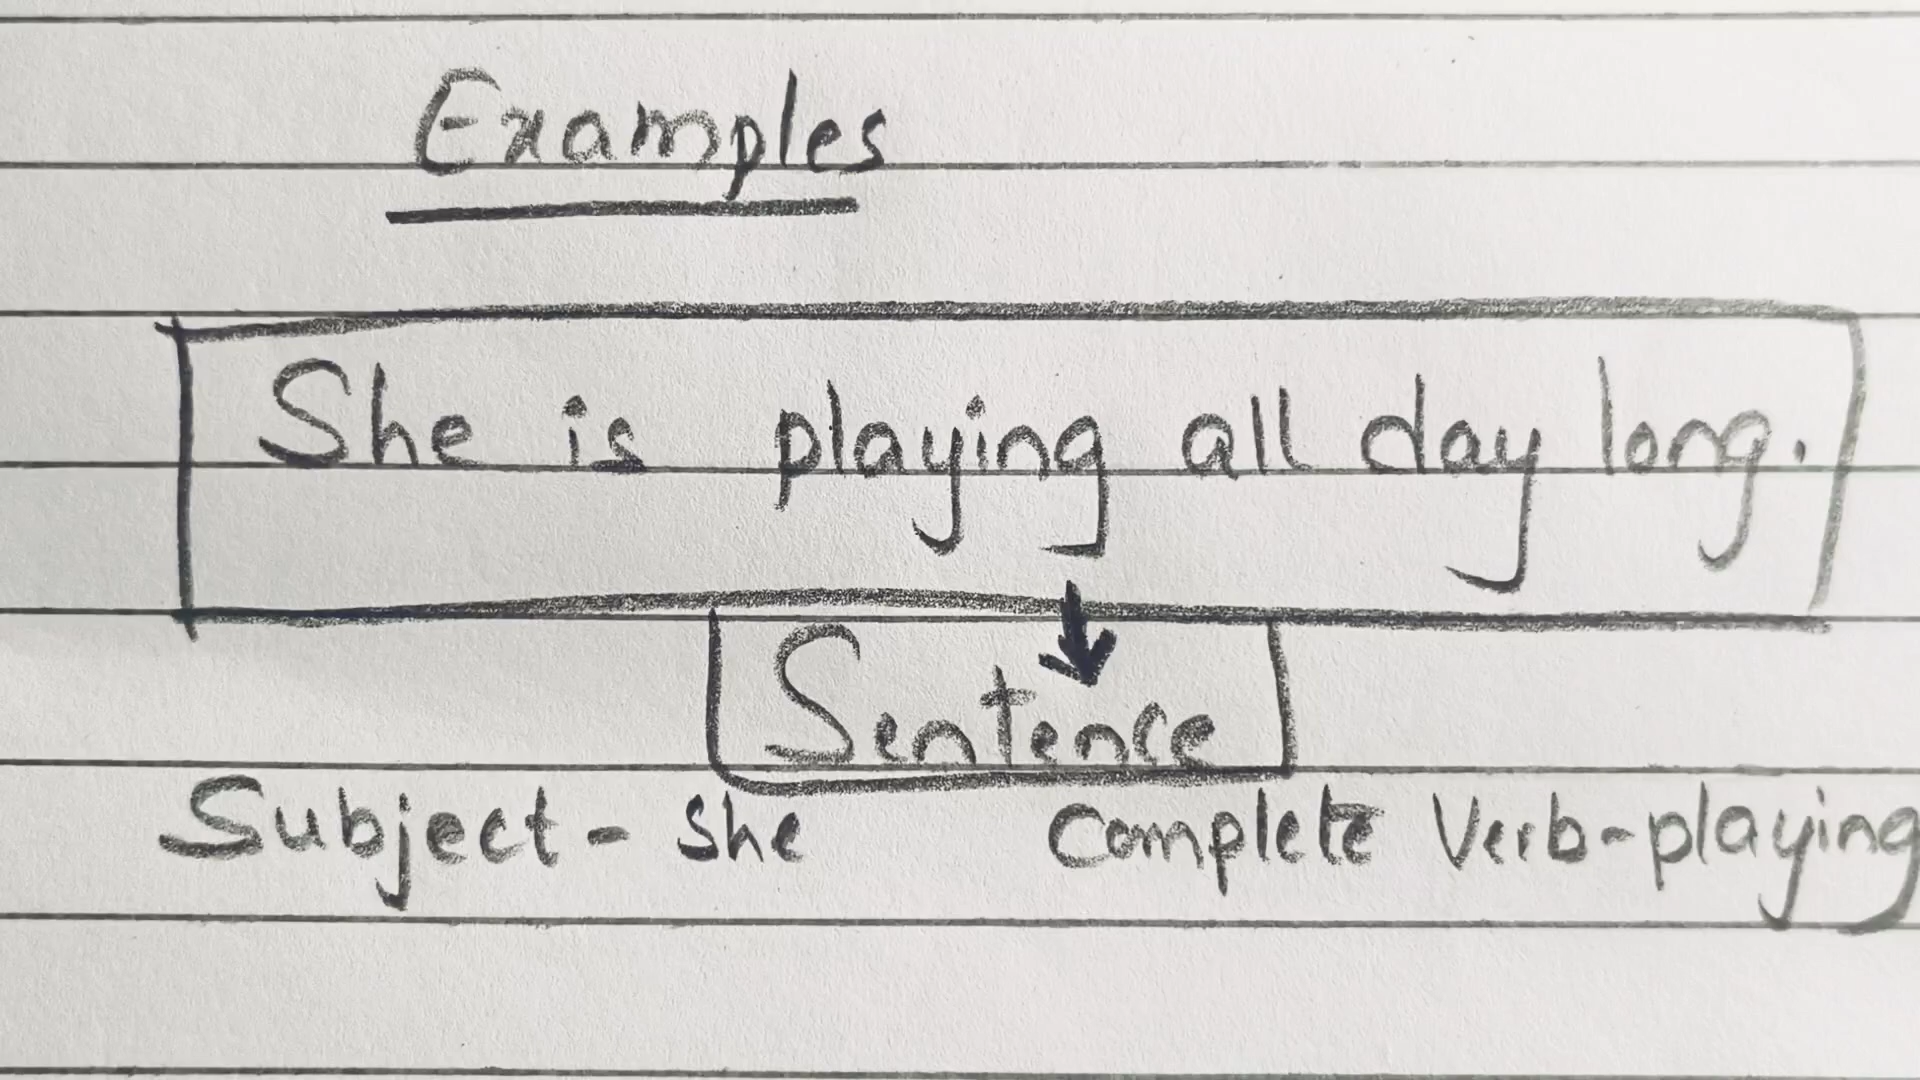 Examples
She is playing all day long.
Sentence
Subject - She Complete Verb-playing